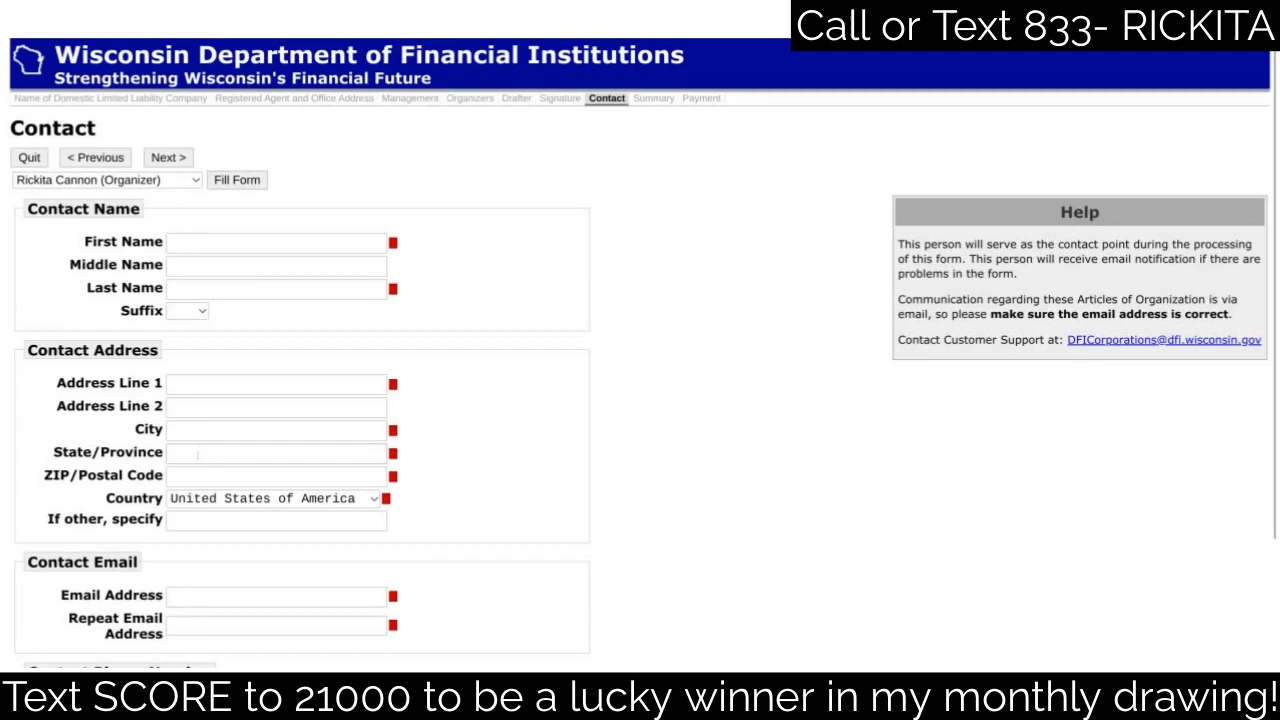 Call or Text 833- RICKITA
Wisconsin Department of Financial Institutions
Strengthening Wisconsin's Financial Future
Name of Domestic Limited Liability Company Registered Agent and Office Address Management Organizers Drafter Signature Contact Summary Payment
Contact
Quit < Previous Next >
Rickita Cannon (Organizer) Fill Form
Contact Name
First Name
Middle Name
Last Name
Suffix
Contact Address
Address Line 1
Address Line 2
City
State/Province
ZIP/Postal Code
Country United States of America
If other, specify
Contact Email
Email Address
Repeat Email
Address
Help
This person will serve as the contact point during the processing
of this form. This person will receive email notification if there are
problems in the form.
Communication regarding these Articles of Organization is via
email, so please make sure the email address is correct.
Contact Customer Support at: DFICorporations@dfi.wisconsin.gov
Text SCORE to 21000 to be a lucky winner in my monthly drawing!